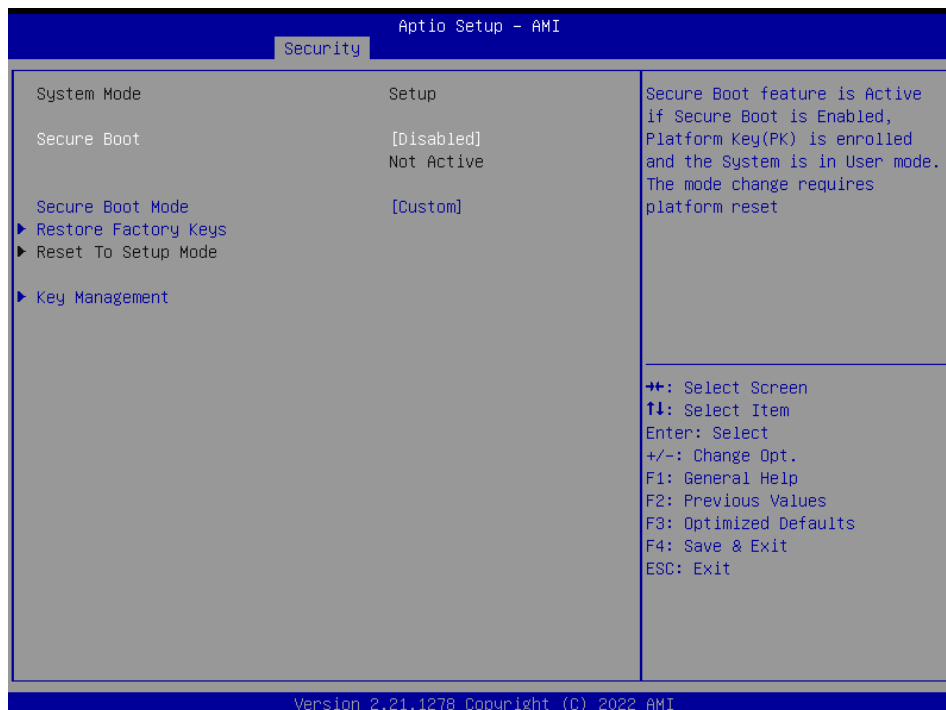 Aptio Setup – AMI
Security
System Mode Setup
Secure Boot [Disabled]
Not Active
Secure Boot Mode [Custom]
Restore Factory Keys
Reset To Setup Mode
Key Management
Secure Boot feature is Active
if Secure Boot is Enabled,
Platform Key(PK) is enrolled
and the System is in User mode.
The mode change requires
platform reset
→←: Select Screen
↑↓: Select Item
Enter: Select
+/-: Change Opt.
F1: General Help
F2: Previous Values
F3: Optimized Defaults
F4: Save & Exit
ESC: Exit
Version 2.21.1278 Copyright (C) 2022 AMI